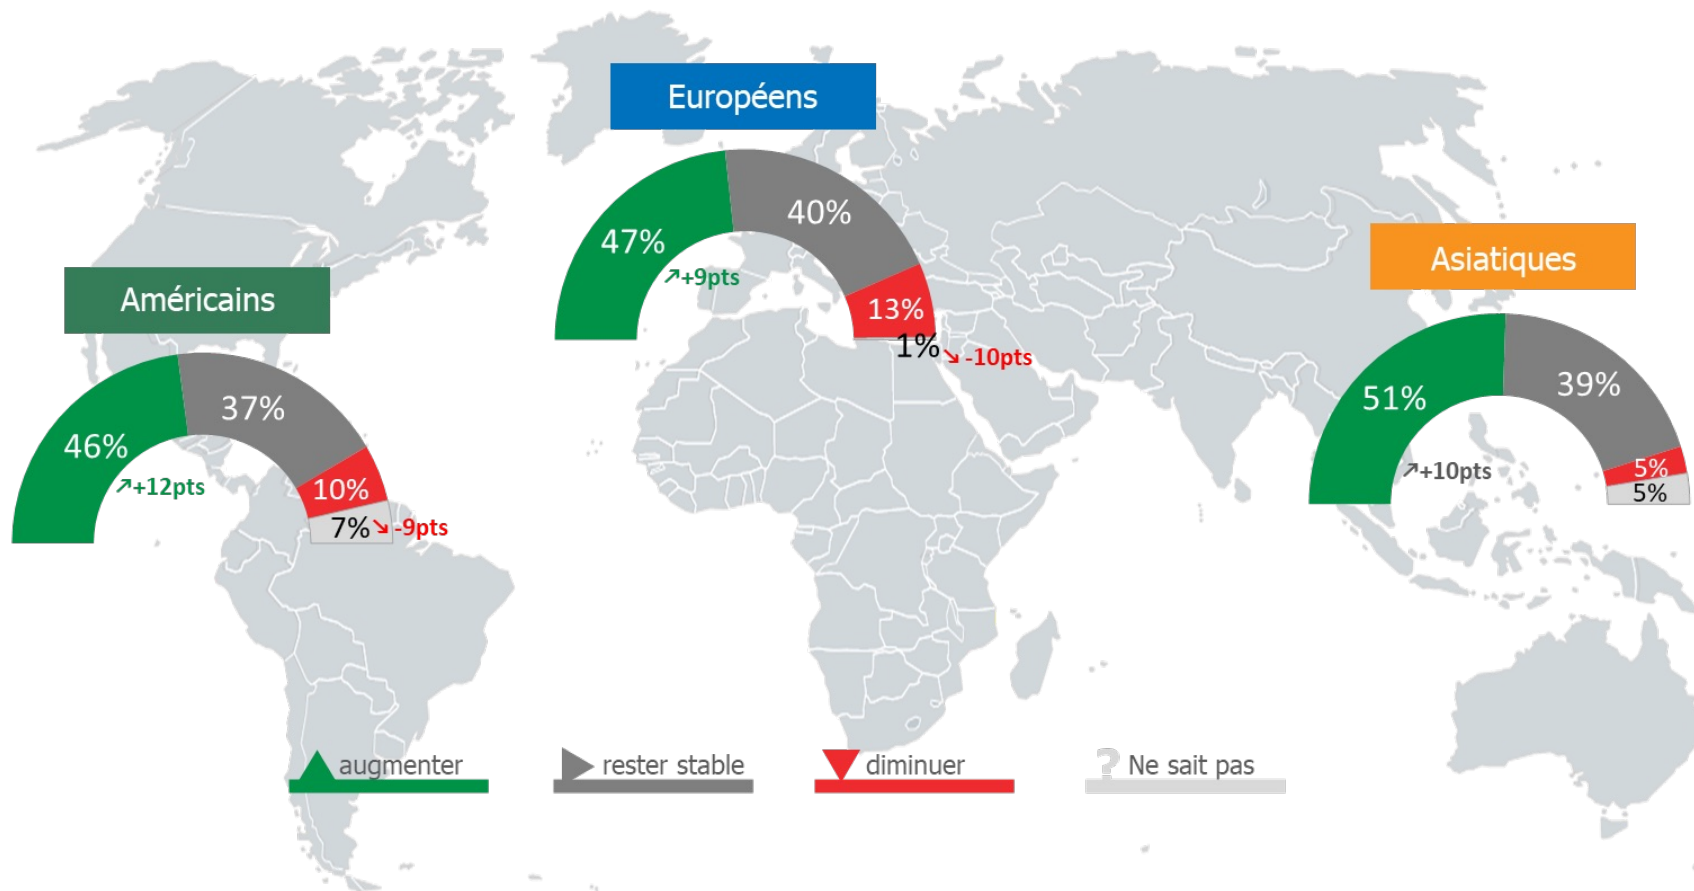 Européens
47%
40%
13%
1%
↗+9pts
↘ -10pts
Américains
46%
37%
10%
7%
↗+12pts
↘ -9pts
Asiatiques
51%
39%
5%
5%
↗+10pts
augmenter
rester stable
diminuer
? Ne sait pas